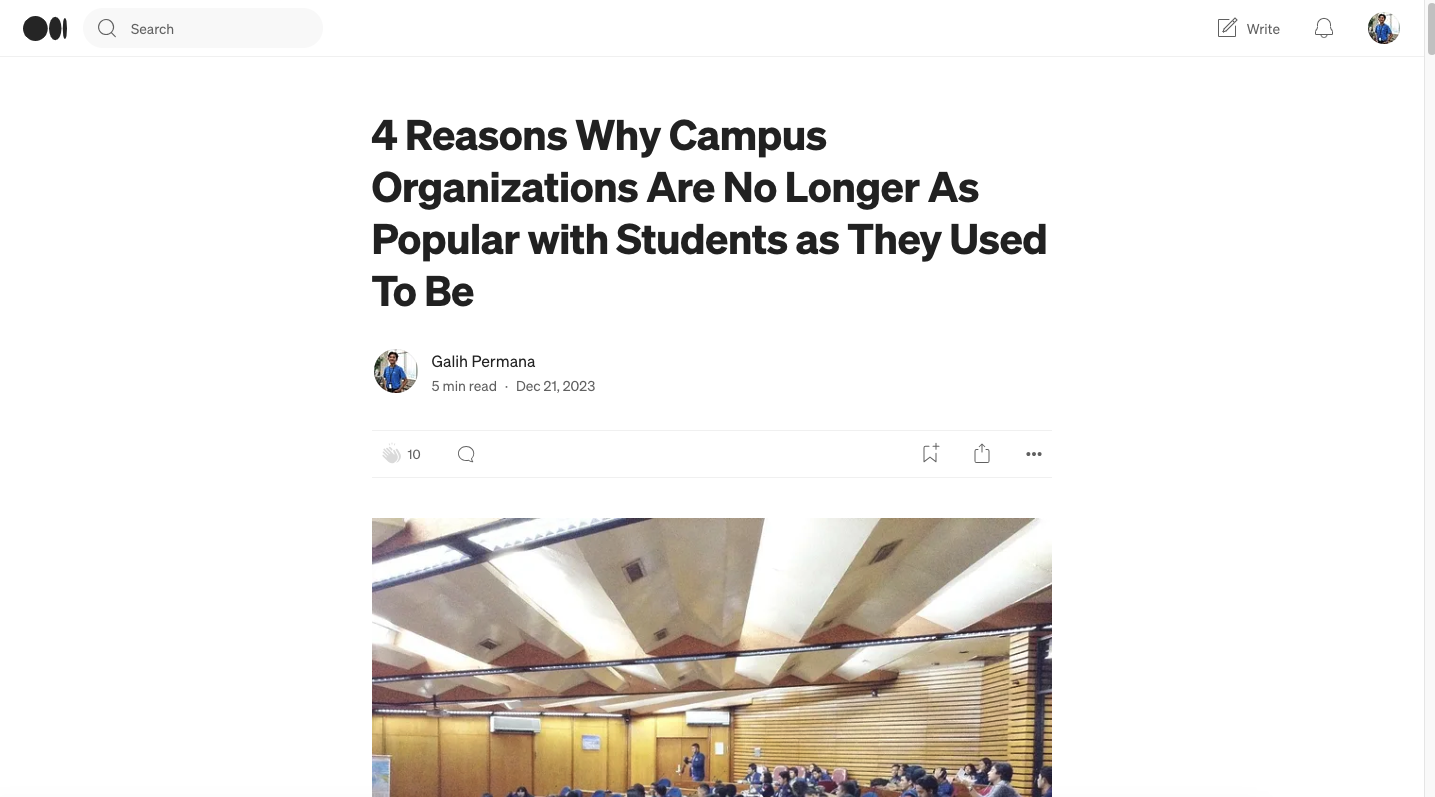 Search
Write
4 Reasons Why Campus
Organizations Are No Longer As
Popular with Students as They Used
To Be
Galih Permana
5 min read · Dec 21, 2023
10